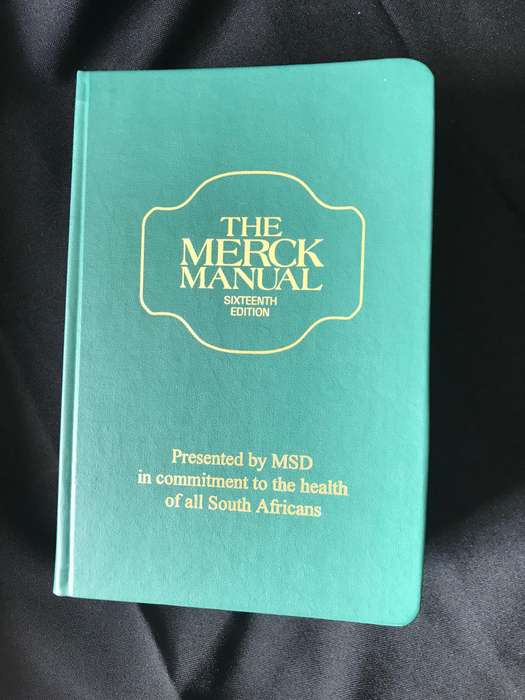 THE
MERCK
MANUAL
SIXTEENTH
EDITION
Presented by MSD
in commitment to the health
of all South Africans